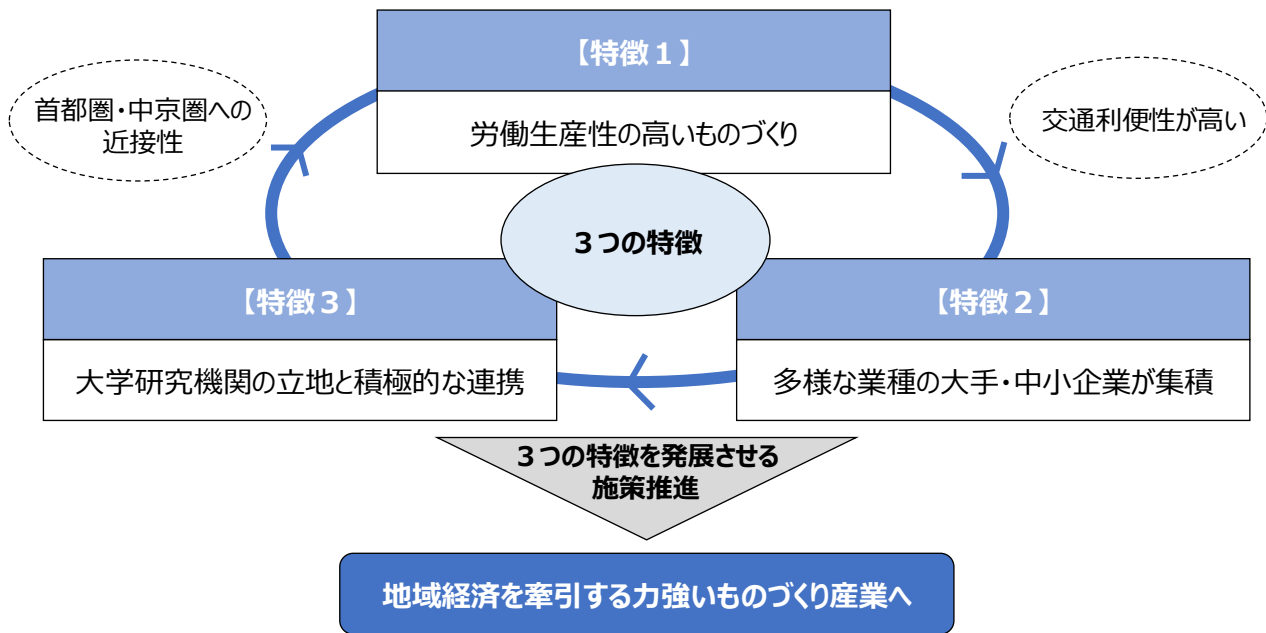 【特徴１】
労働生産性の高いものづくり
首都圏・中京圏への
近接性
交通利便性が高い
３つの特徴
【特徴３】
大学研究機関の立地と積極的な連携
【特徴２】
多様な業種の大手・中小企業が集積
３つの特徴を発展させる
施策推進
地域経済を牽引する力強いものづくり産業へ